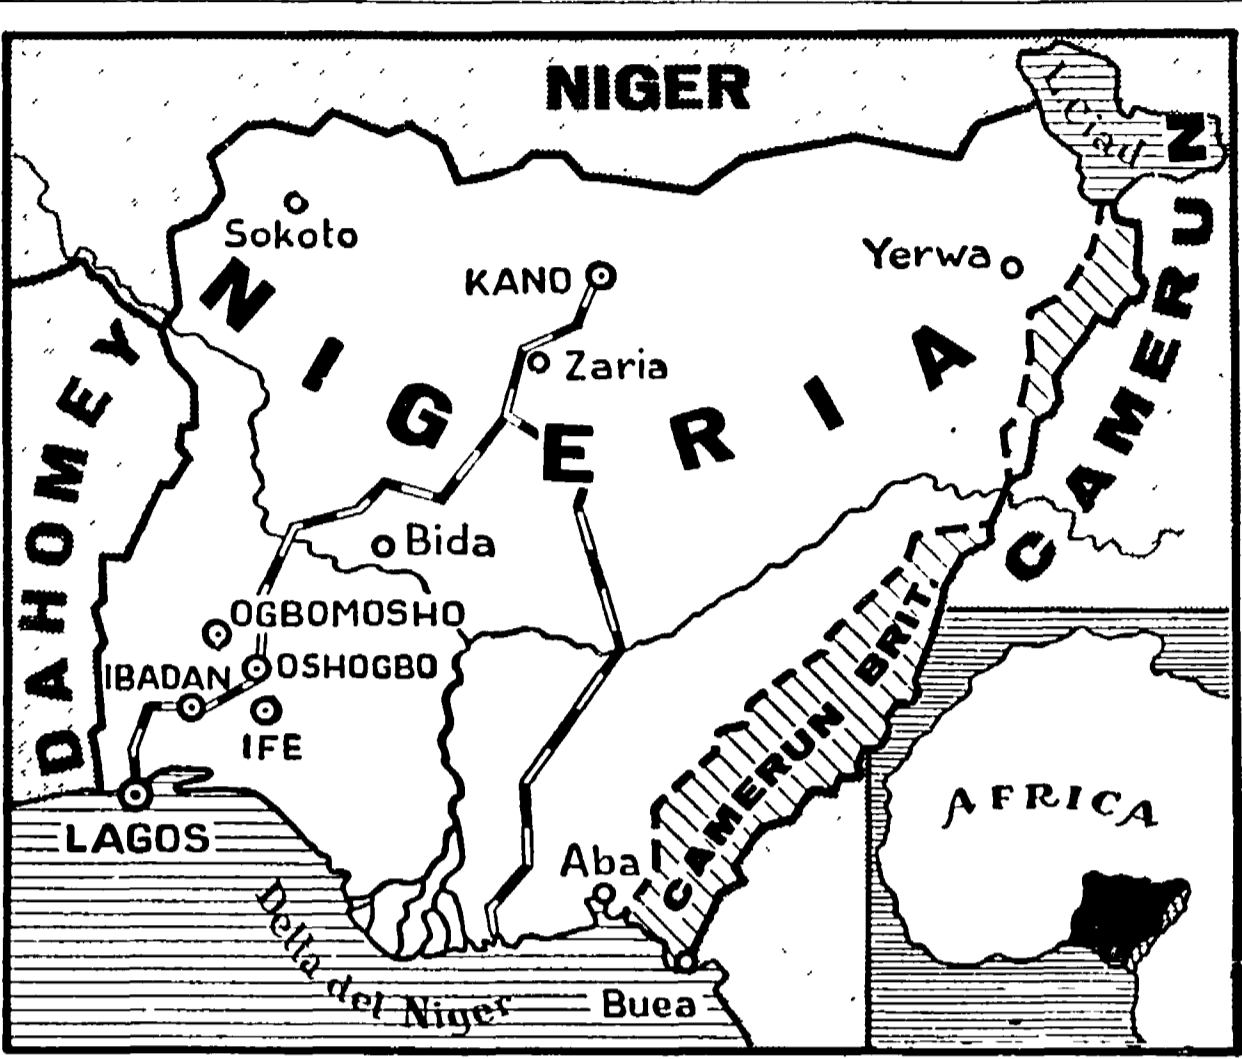 NIGER
L. Ciad
CAMERUN
Sokoto
Yerwa
KANO
NIGERIA
Zaria
DAHOMEY
Bida
OGBOMOSHO
IBADAN
OSHOGBO
IFE
CAMERUN BRIT.
AFRICA
LAGOS
Aba
Delta del Niger
Buea